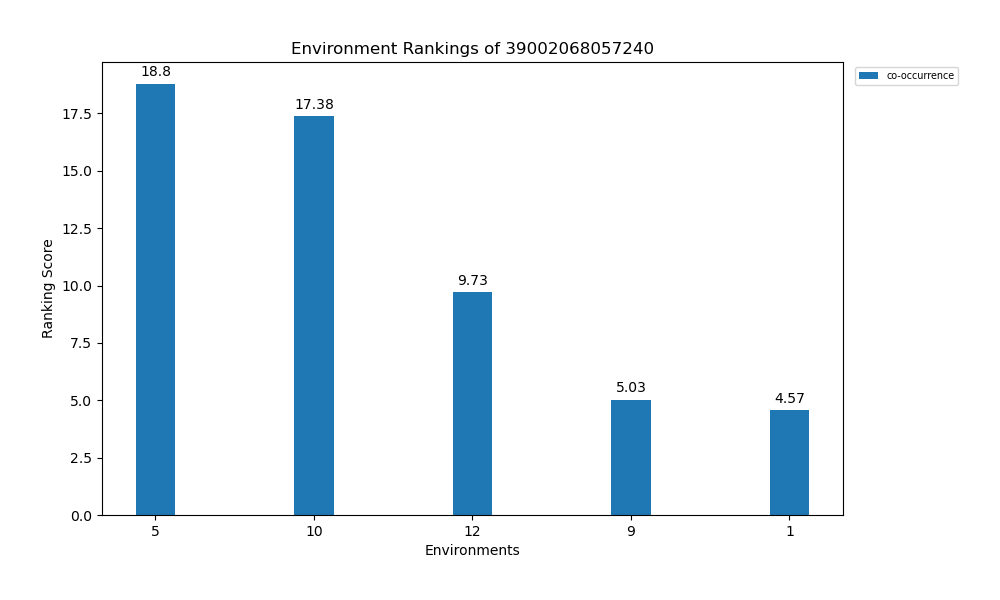 Environment Rankings of 39002068057240
co-occurrence
18.8
17.38
9.73
5.03
4.57
17.5
15.0
12.5
10.0
7.5
5.0
2.5
0.0
Ranking Score
5 10 12 9 1
Environments